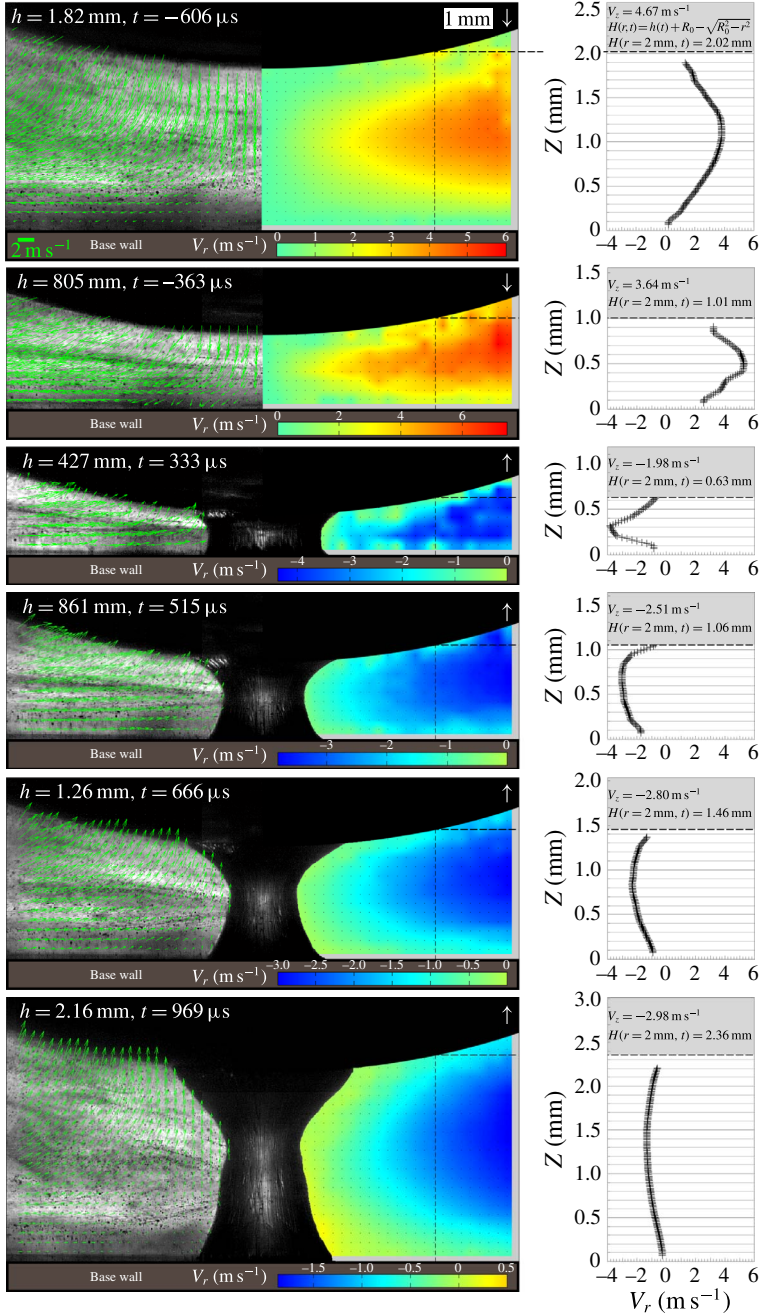 h = 1.82 mm, t = −606 μs
1 mm ↓
2 m s⁻¹
Base wall
V_r (m s⁻¹)
0 1 2 3 4 5 6
V_z = 4.67 m s⁻¹
H(r,t) = h(t) + R₀ − √(R₀² − r²)
H(r = 2 mm, t) = 2.02 mm
Z (mm)
2.5
2.0
1.5
1.0
0.5
0
−4 −2 0 2 4 6
h = 805 mm, t = −363 μs
↓
Base wall
V_r (m s⁻¹)
0 2 4 6
V_z = 3.64 m s⁻¹
H(r = 2 mm, t) = 1.01 mm
Z (mm)
1.5
1.0
0.5
0
−4 −2 0 2 4 6
h = 427 mm, t = 333 μs
↑
Base wall
V_r (m s⁻¹)
−4 −3 −2 −1
V_z = −1.98 m s⁻¹
H(r = 2 mm, t) = 0.63 mm
Z (mm)
1.0
0.5
0
−4 −2 0 2 4 6
h = 861 mm, t = 515 μs
↑
Base wall
V_r (m s⁻¹)
−3 −2 −1 0
V_z = −2.51 m s⁻¹
H(r = 2 mm, t) = 1.06 mm
Z (mm)
1.5
1.0
0.5
0
−4 −2 0 2 4 6
h = 1.26 mm, t = 666 μs
↑
Base wall
V_r (m s⁻¹)
−3.0 −2.5 −2.0 −1.5 −1.0 −0.5 0
V_z = −2.80 m s⁻¹
H(r = 2 mm, t) = 1.46 mm
Z (mm)
2.0
1.5
1.0
0.5
0
−4 −2 0 2 4 6
h = 2.16 mm, t = 969 μs
↑
Base wall
V_r (m s⁻¹)
−1.5 −1.0 −0.5 0 0.5
V_z = −2.98 m s⁻¹
H(r = 2 mm, t) = 2.36 mm
Z (mm)
3.0
2.5
2.0
1.5
1.0
0.5
0
−4 −2 0 2 4 6
V_r (m s⁻¹)